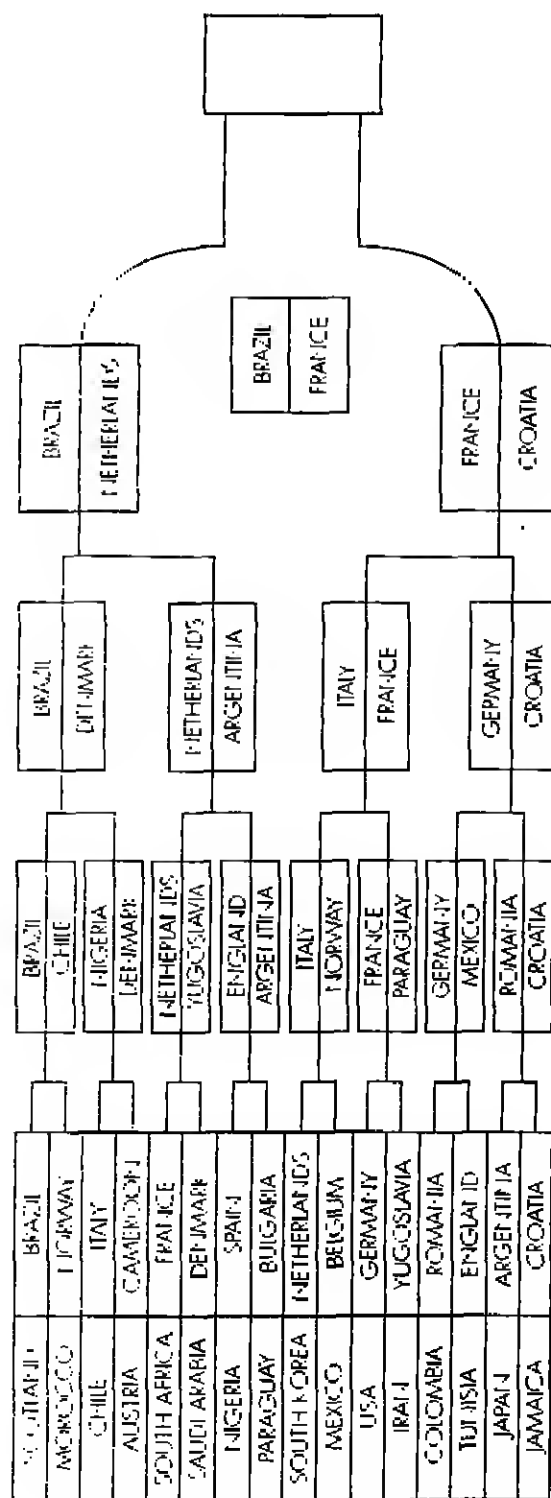 SCOTLAND BRAZIL
MOROCCO NORWAY
CHILE ITALY
AUSTRIA CAMEROON
SOUTH AFRICA FRANCE
SAUDI ARABIA DENMARK
NIGERIA SPAIN
PARAGUAY BULGARIA
SOUTH KOREA NETHERLANDS
MEXICO BELGIUM
USA GERMANY
IRAN YUGOSLAVIA
COLOMBIA ROMANIA
TUNISIA ENGLAND
JAPAN ARGENTINA
JAMAICA CROATIA
BRAZIL
CHILE
NIGERIA
DENMARK
NETHERLANDS
YUGOSLAVIA
ENGLAND
ARGENTINA
ITALY
NORWAY
FRANCE
PARAGUAY
GERMANY
MEXICO
ROMANIA
CROATIA
BRAZIL
DENMARK
NETHERLANDS
ARGENTINA
ITALY
FRANCE
GERMANY
CROATIA
BRAZIL
NETHERLANDS
FRANCE
CROATIA
BRAZIL
FRANCE